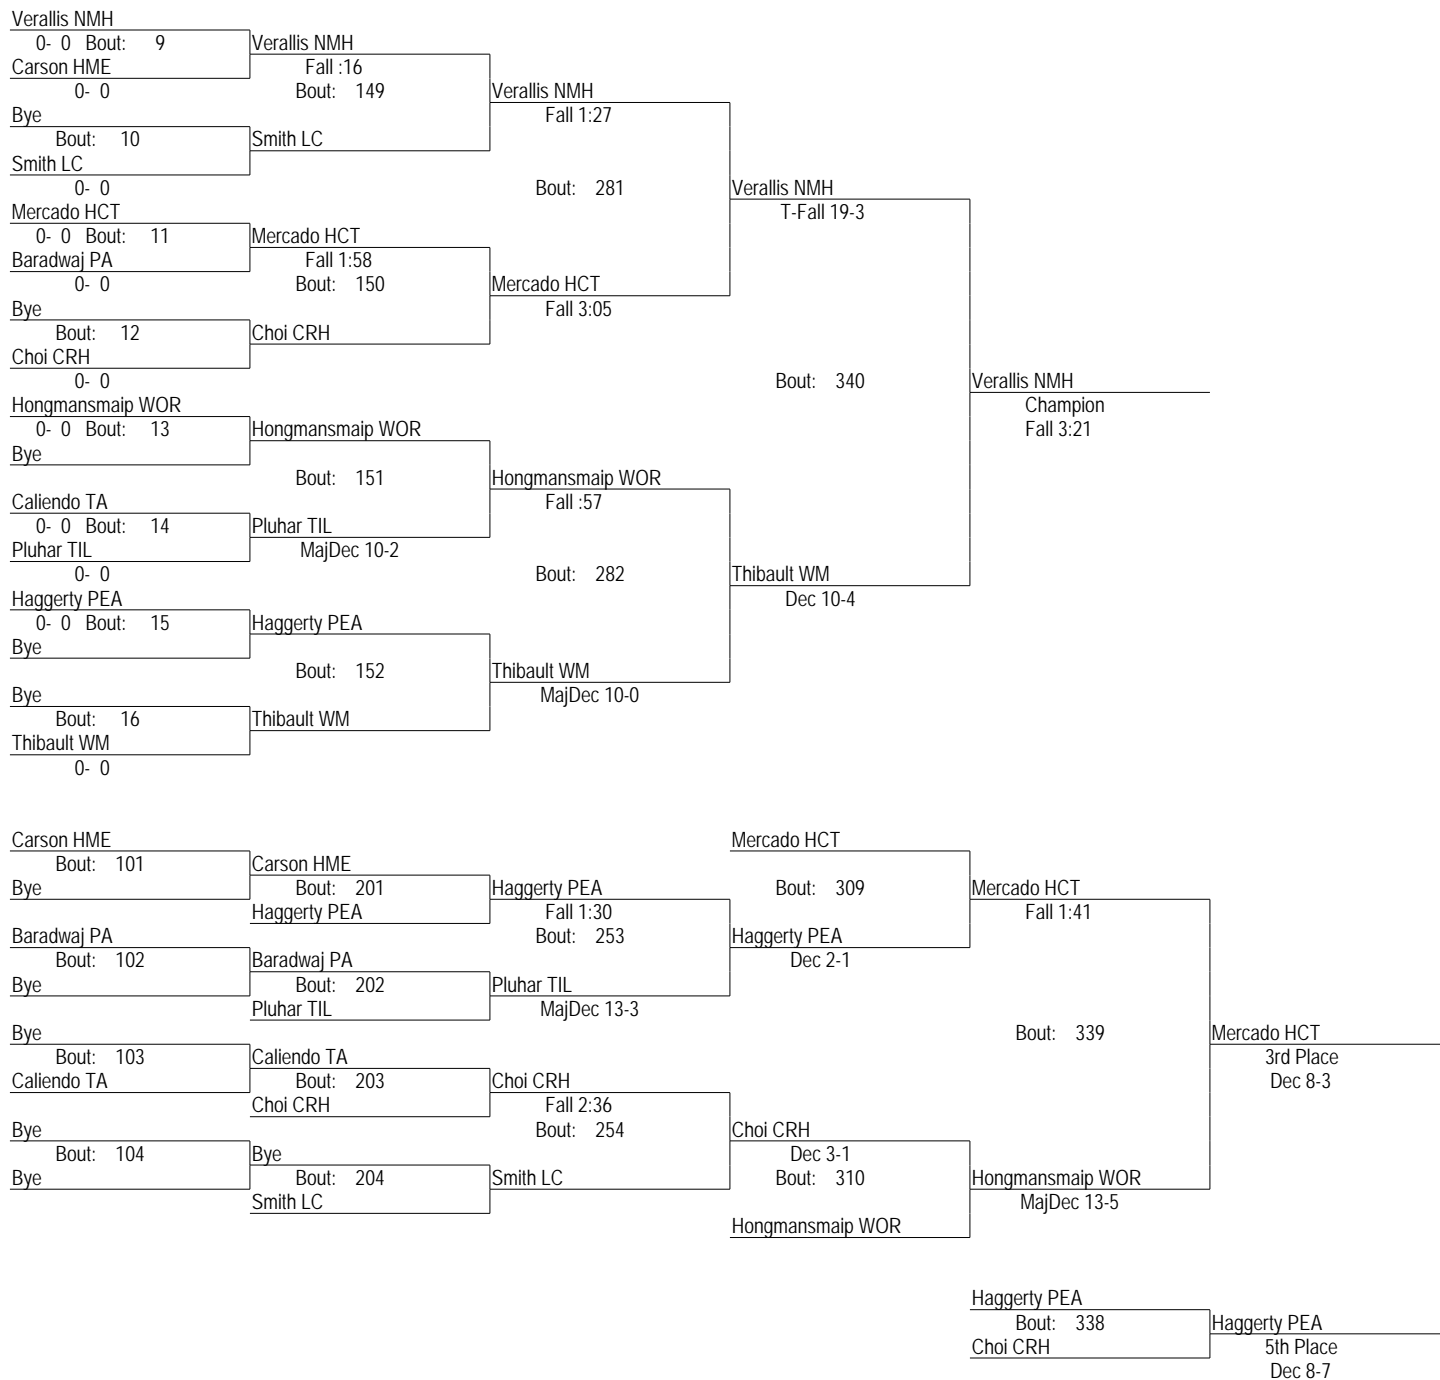 Verallis NMH
0- 0 Bout: 9 Verallis NMH
Carson HME Fall :16
0- 0 Bout: 149 Verallis NMH
Bye Fall 1:27
Bout: 10 Smith LC
Smith LC
0- 0 Bout: 281 Verallis NMH
Mercado HCT T-Fall 19-3
0- 0 Bout: 11 Mercado HCT
Baradwaj PA Fall 1:58
0- 0 Bout: 150 Mercado HCT
Bye Fall 3:05
Bout: 12 Choi CRH
Choi CRH
0- 0 Bout: 340 Verallis NMH
Hongmansmaip WOR Champion
0- 0 Bout: 13 Hongmansmaip WOR Fall 3:21
Bye
Bout: 151 Hongmansmaip WOR
Caliendo TA Fall :57
0- 0 Bout: 14 Pluhar TIL
Pluhar TIL MajDec 10-2
0- 0 Bout: 282 Thibault WM
Haggerty PEA Dec 10-4
0- 0 Bout: 15 Haggerty PEA
Bye
Bout: 152 Thibault WM
Bye MajDec 10-0
Bout: 16 Thibault WM
Thibault WM
0- 0
Carson HME Mercado HCT
Bout: 101 Carson HME
Bye Bout: 201 Haggerty PEA Bout: 309 Mercado HCT
Haggerty PEA Fall 1:30 Fall 1:41
Baradwaj PA Bout: 253 Haggerty PEA
Bout: 102 Baradwaj PA Dec 2-1
Bye Bout: 202 Pluhar TIL
Pluhar TIL MajDec 13-3
Bye Bout: 339 Mercado HCT
Bout: 103 Caliendo TA 3rd Place
Caliendo TA Bout: 203 Choi CRH Dec 8-3
Choi CRH Fall 2:36
Bye Bout: 254 Choi CRH
Bout: 104 Bye Dec 3-1
Bye Bout: 204 Smith LC Bout: 310 Hongmansmaip WOR
Smith LC MajDec 13-5
Hongmansmaip WOR
Haggerty PEA
Bout: 338 Haggerty PEA
Choi CRH 5th Place
Dec 8-7